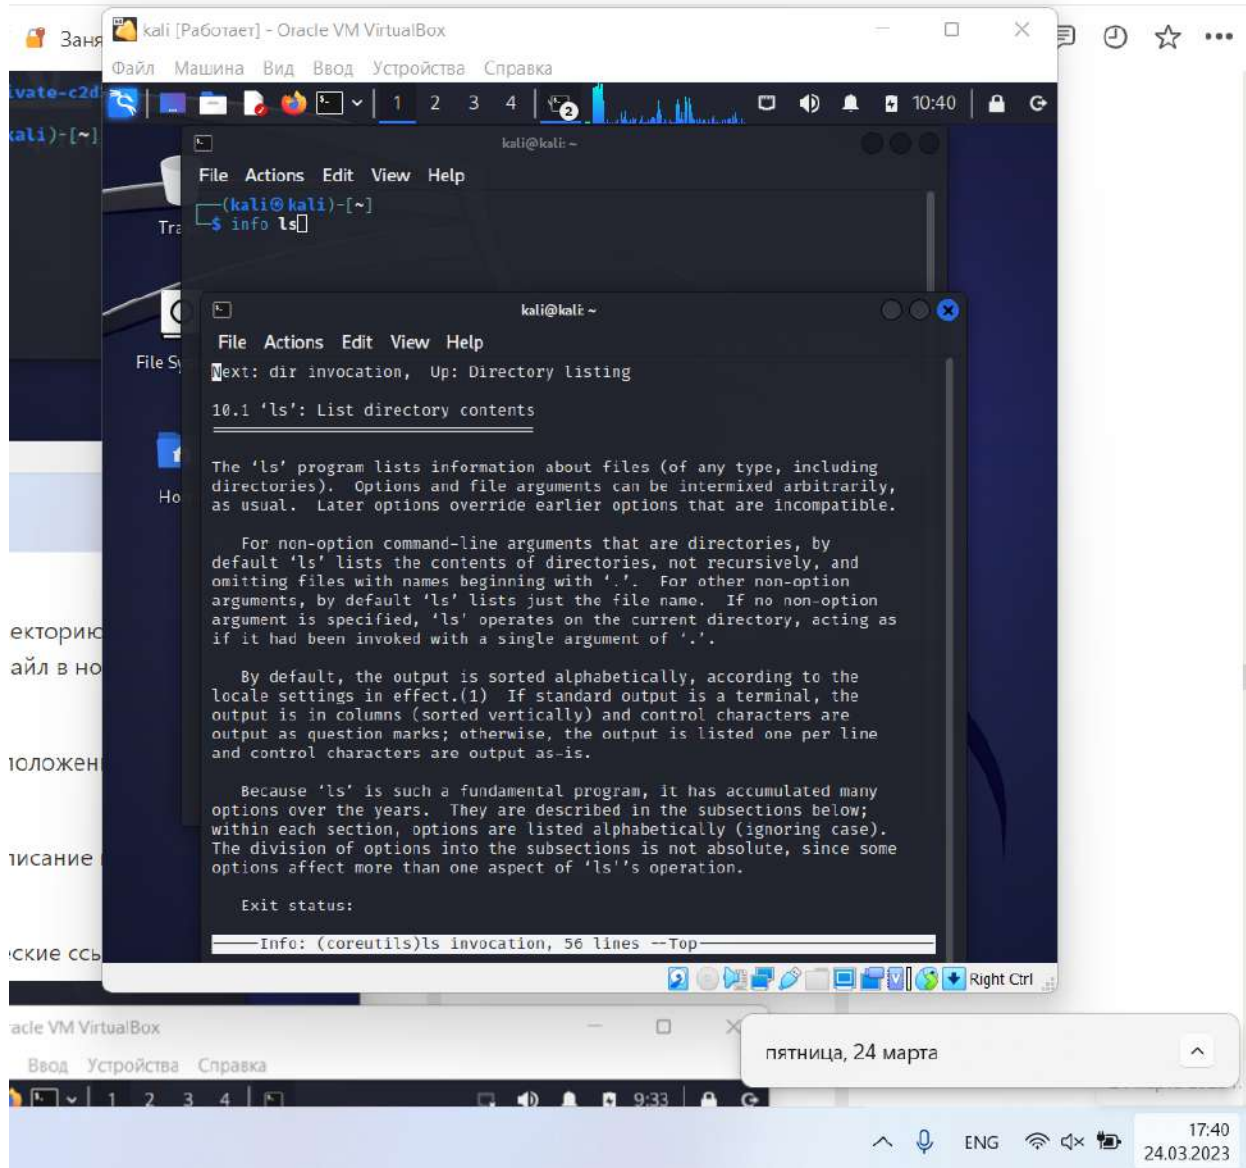 Заня
kali [Работает] - Oracle VM VirtualBox
Файл Машина Вид Ввод Устройства Справка
1 2 3 4 2 10:40
kali@kali: ~
File Actions Edit View Help
(kali㉿kali)-[~]
$ info ls
kali)-[~]
File Sy
Ho
kali@kali: ~
File Actions Edit View Help
Next: dir invocation, Up: Directory listing
10.1 ‘ls’: List directory contents
The ‘ls’ program lists information about files (of any type, including
directories). Options and file arguments can be intermixed arbitrarily,
as usual. Later options override earlier options that are incompatible.
For non-option command-line arguments that are directories, by
default ‘ls’ lists the contents of directories, not recursively, and
omitting files with names beginning with ‘.’. For other non-option
arguments, by default ‘ls’ lists just the file name. If no non-option
argument is specified, ‘ls’ operates on the current directory, acting as
if it had been invoked with a single argument of ‘.’.
By default, the output is sorted alphabetically, according to the
locale settings in effect.(1) If standard output is a terminal, the
output is in columns (sorted vertically) and control characters are
output as question marks; otherwise, the output is listed one per line
and control characters are output as-is.
Because ‘ls’ is such a fundamental program, it has accumulated many
options over the years. They are described in the subsections below;
within each section, options are listed alphabetically (ignoring case).
The division of options into the subsections is not absolute, since some
options affect more than one aspect of ‘ls’’s operation.
Exit status:
-----Info: (coreutils)ls invocation, 56 lines --Top-----
Right Ctrl
екторию
айл в но
положен
писание
ские ссы
acle VM VirtualBox
Ввод Устройства Справка
1 2 3 4 9:33
пятница, 24 марта
ENG 17:40
24.03.2023